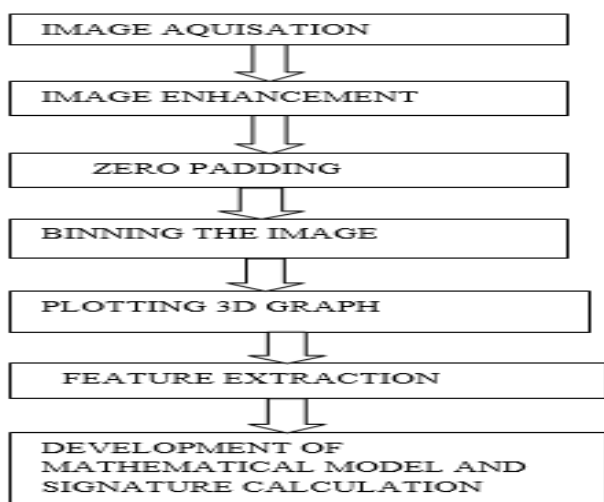 IMAGE AQUISATION
IMAGE ENHANCEMENT
ZERO PADDING
BINNING THE IMAGE
PLOTTING 3D GRAPH
FEATURE EXTRACTION
DEVELOPMENT OF
MATHEMATICAL MODEL AND
SIGNATURE CALCULATION